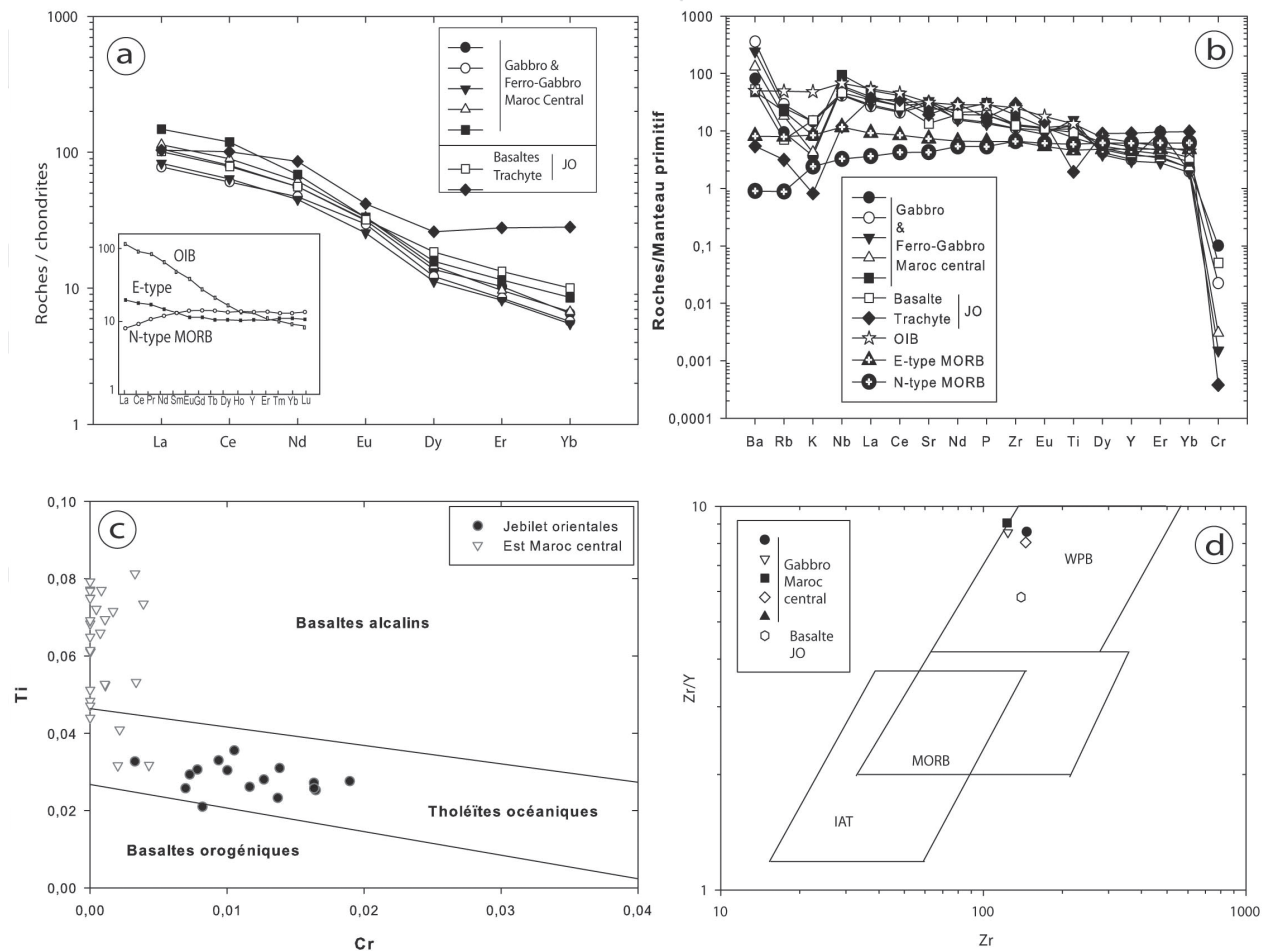 a
Roches / chondrites
1000
100
10
1
Gabbro &
Ferro-Gabbro
Maroc Central
Basaltes
Trachyte
JO
100
10
1
OIB
E-type
N-type MORB
La Ce Pr Nd Sm Eu Gd Tb Dy Ho Y Er Tm Yb Lu
La Ce Nd Eu Dy Er Yb
b
Roches/Manteau primitif
1000
100
10
1
0,1
0,01
0,001
0,0001
Gabbro
&
Ferro-Gabbro
Maroc central
Basalte
Trachyte
JO
OIB
E-type MORB
N-type MORB
Ba Rb K Nb La Ce Sr Nd P Zr Eu Ti Dy Y Er Yb Cr
c
Ti
0,10
0,08
0,06
0,04
0,02
0,00
Jebilet orientales
Est Maroc central
Basaltes alcalins
Tholéïtes océaniques
Basaltes orogéniques
0,00 0,01 0,02 0,03 0,04
Cr
d
Zr/Y
10
1
Gabbro
Maroc
central
Basalte
JO
WPB
MORB
IAT
10 100 1000
Zr